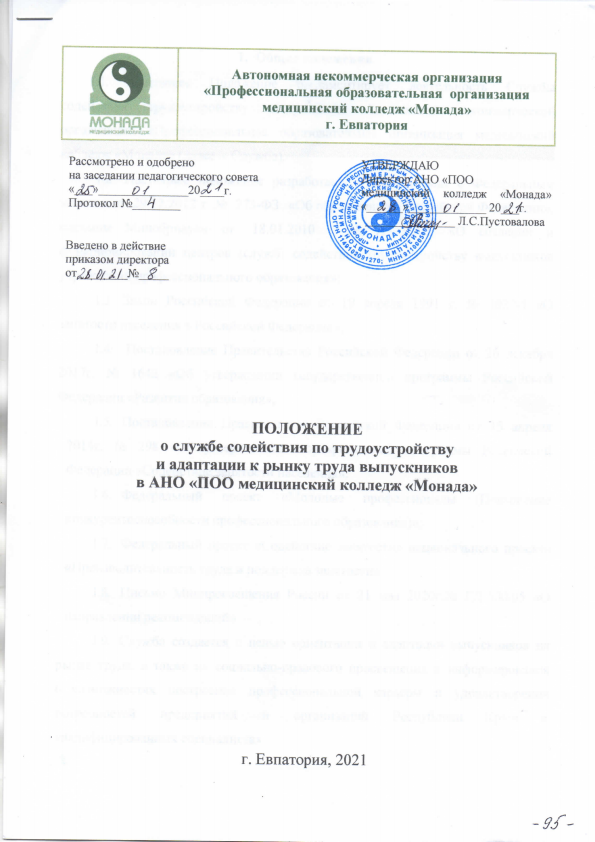 МОНАДА
МЕДИЦИНСКИЙ КОЛЛЕДЖ
Автономная некоммерческая организация
«Профессиональная образовательная организация
медицинский колледж «Монада»
г. Евпатория
Рассмотрено и одобрено
на заседании педагогического совета
«25» 01 2021 г.
Протокол № 4
УТВЕРЖДАЮ
Директор АНО «ПОО
медицинский колледж «Монада»
01 2021 г.
Л.С.Пустовалова
«МОНАДА»
Введено в действие
приказом директора
от 26.01.21 № 8
ПОЛОЖЕНИЕ
о службе содействия по трудоустройству
и адаптации к рынку труда выпускников
в АНО «ПОО медицинский колледж «Монада»
г. Евпатория, 2021
-95-